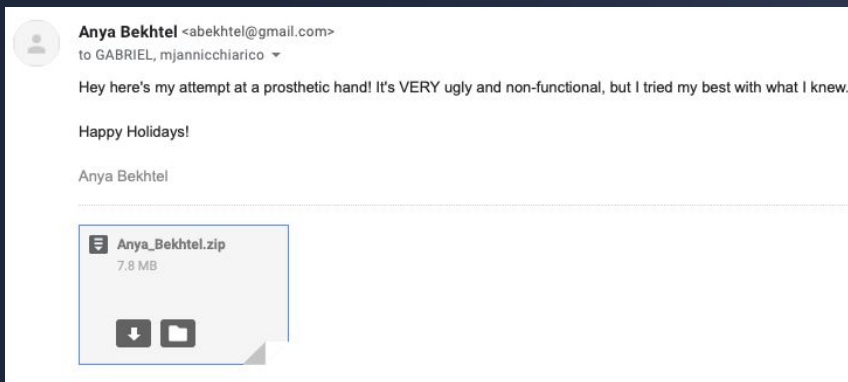 Anya Bekhtel <abekhtel@gmail.com>
to GABRIEL, mjannicchiarico
Hey here's my attempt at a prosthetic hand! It's VERY ugly and non-functional, but I tried my best with what I knew.
Happy Holidays!
Anya Bekhtel
Anya_Bekhtel.zip
7.8 MB